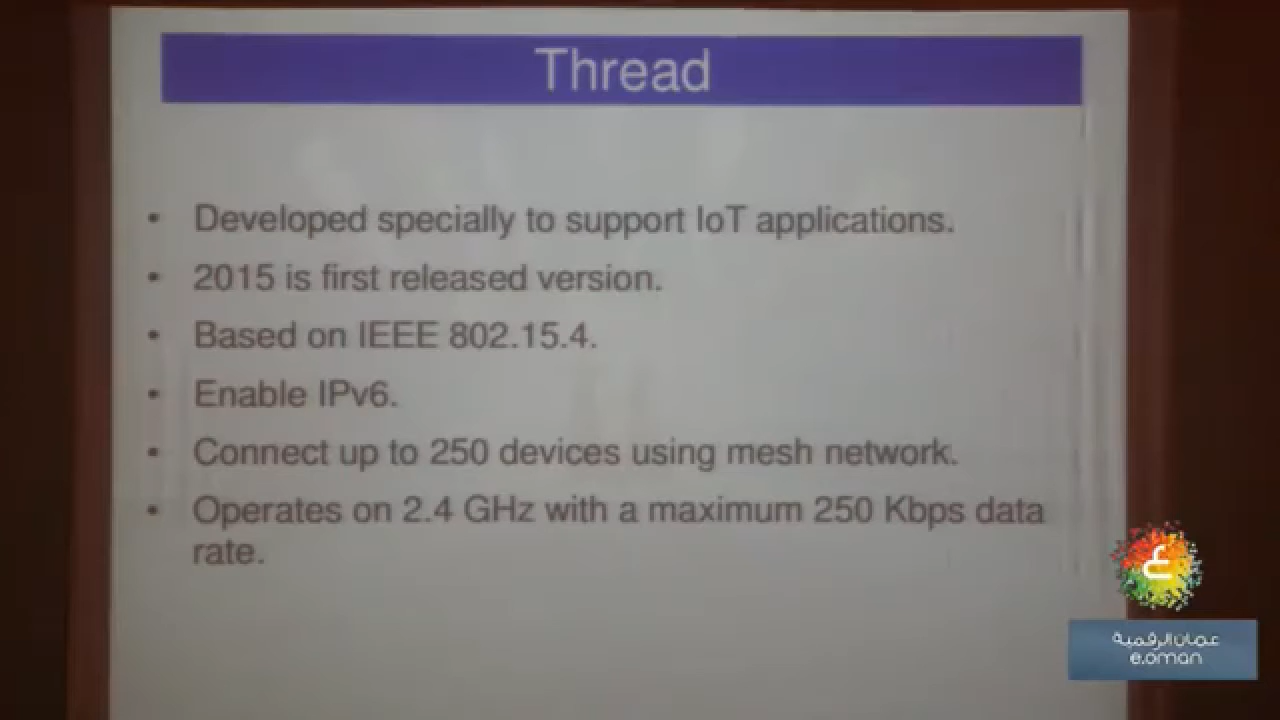 Thread
• Developed specially to support IoT applications.
• 2015 is first released version.
• Based on IEEE 802.15.4.
• Enable IPv6.
• Connect up to 250 devices using mesh network.
• Operates on 2.4 GHz with a maximum 250 Kbps data
rate.
ع
عمان الرقمية
e.oman